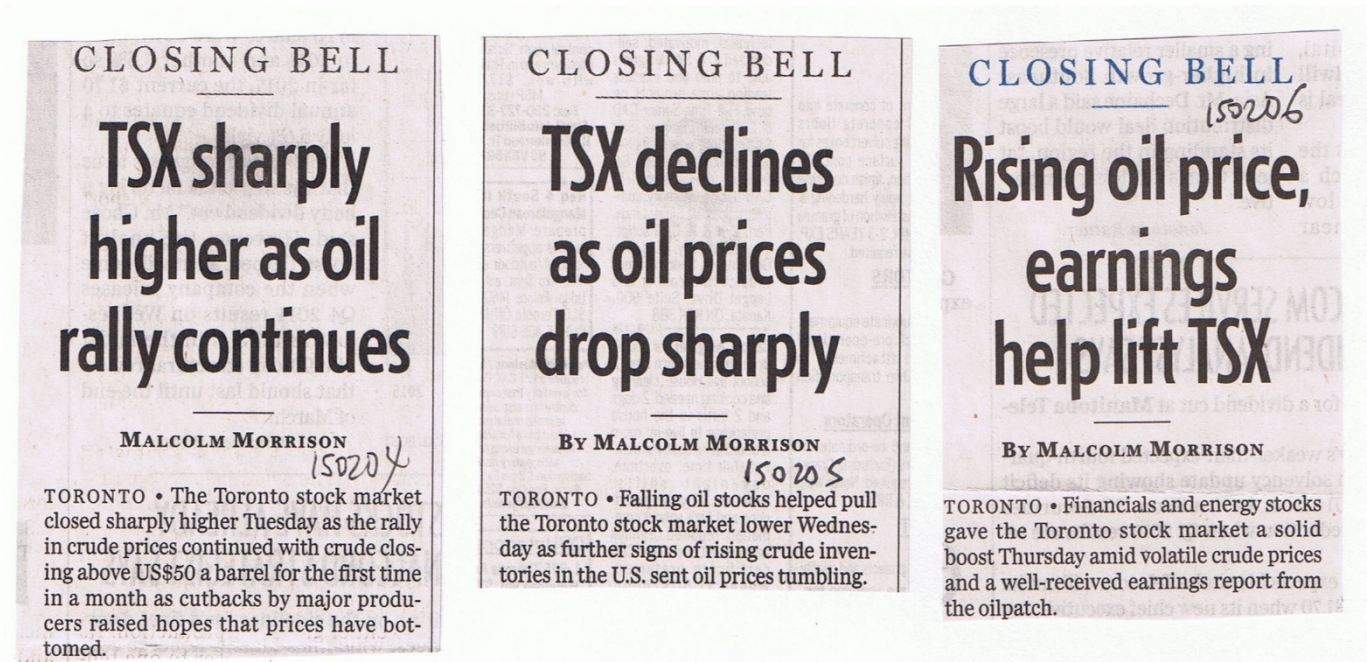 CLOSING BELL
TSX sharply
higher as oil
rally continues
MALCOLM MORRISON
150204
TORONTO • The Toronto stock market
closed sharply higher Tuesday as the rally
in crude prices continued with crude clos-
ing above US$50 a barrel for the first time
in a month as cutbacks by major produ-
cers raised hopes that prices have bot-
tomed.
CLOSING BELL
TSX declines
as oil prices
drop sharply
BY MALCOLM MORRISON
150205
TORONTO • Falling oil stocks helped pull
the Toronto stock market lower Wednes-
day as further signs of rising crude inven-
tories in the U.S. sent oil prices tumbling.
CLOSING BELL
150206
Rising oil price,
earnings
help lift TSX
BY MALCOLM MORRISON
TORONTO • Financials and energy stocks
gave the Toronto stock market a solid
boost Thursday amid volatile crude prices
and a well-received earnings report from
the oilpatch.